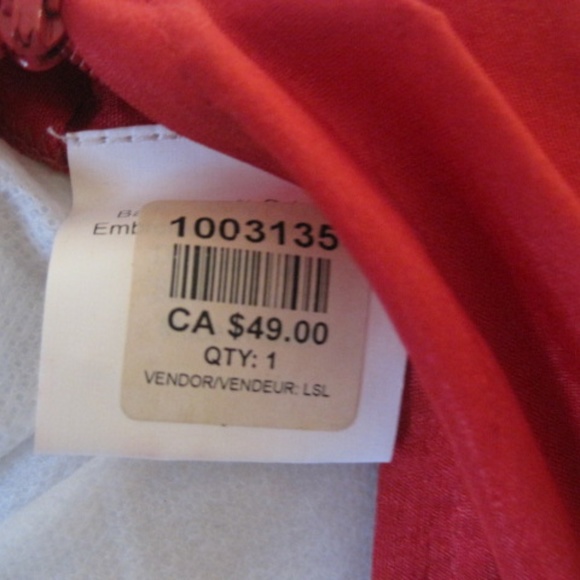 1003135
CA $49.00
QTY: 1
VENDOR/VENDEUR: LSL